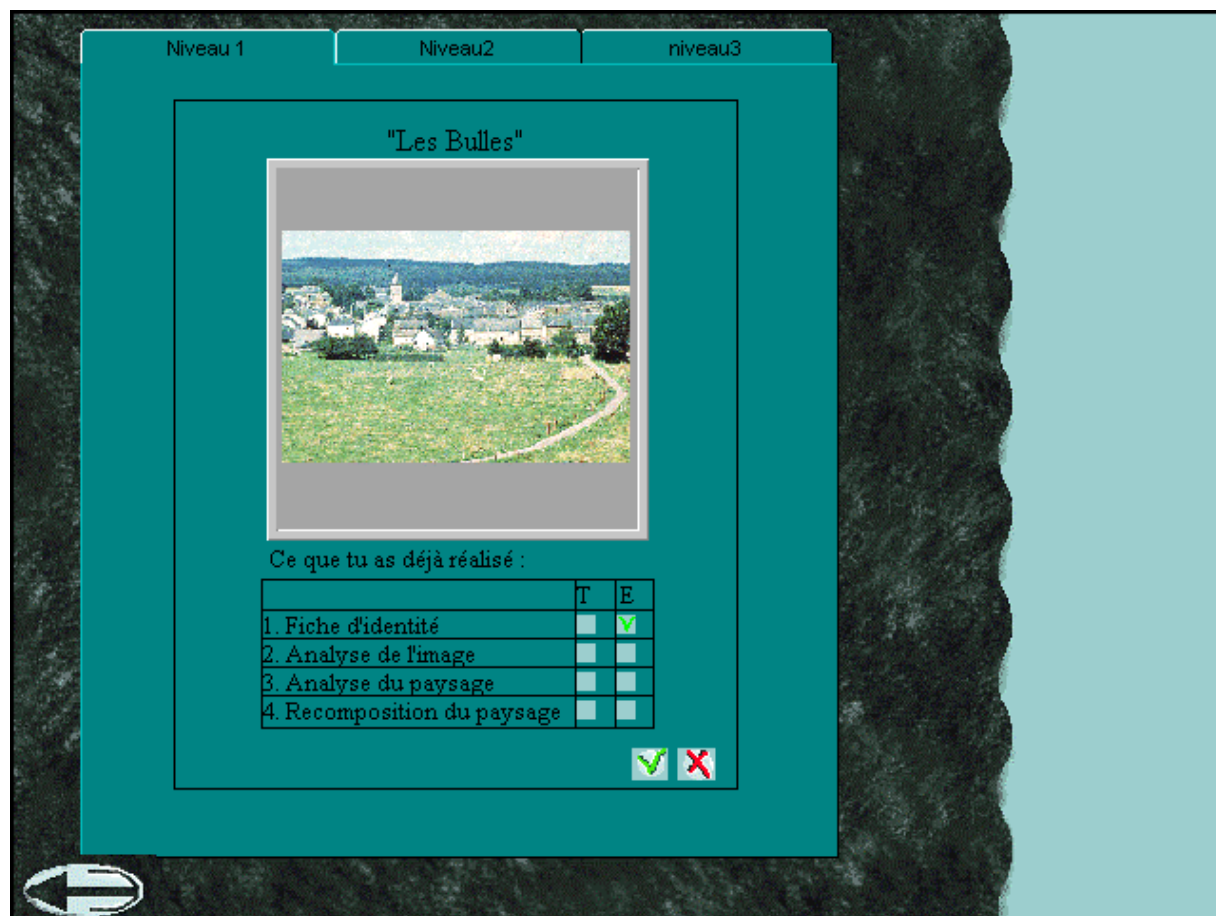 Niveau 1
Niveau2
niveau3
"Les Bulles"
Ce que tu as déjà réalisé :
T E
1. Fiche d'identité
2. Analyse de l'image
3. Analyse du paysage
4. Recomposition du paysage